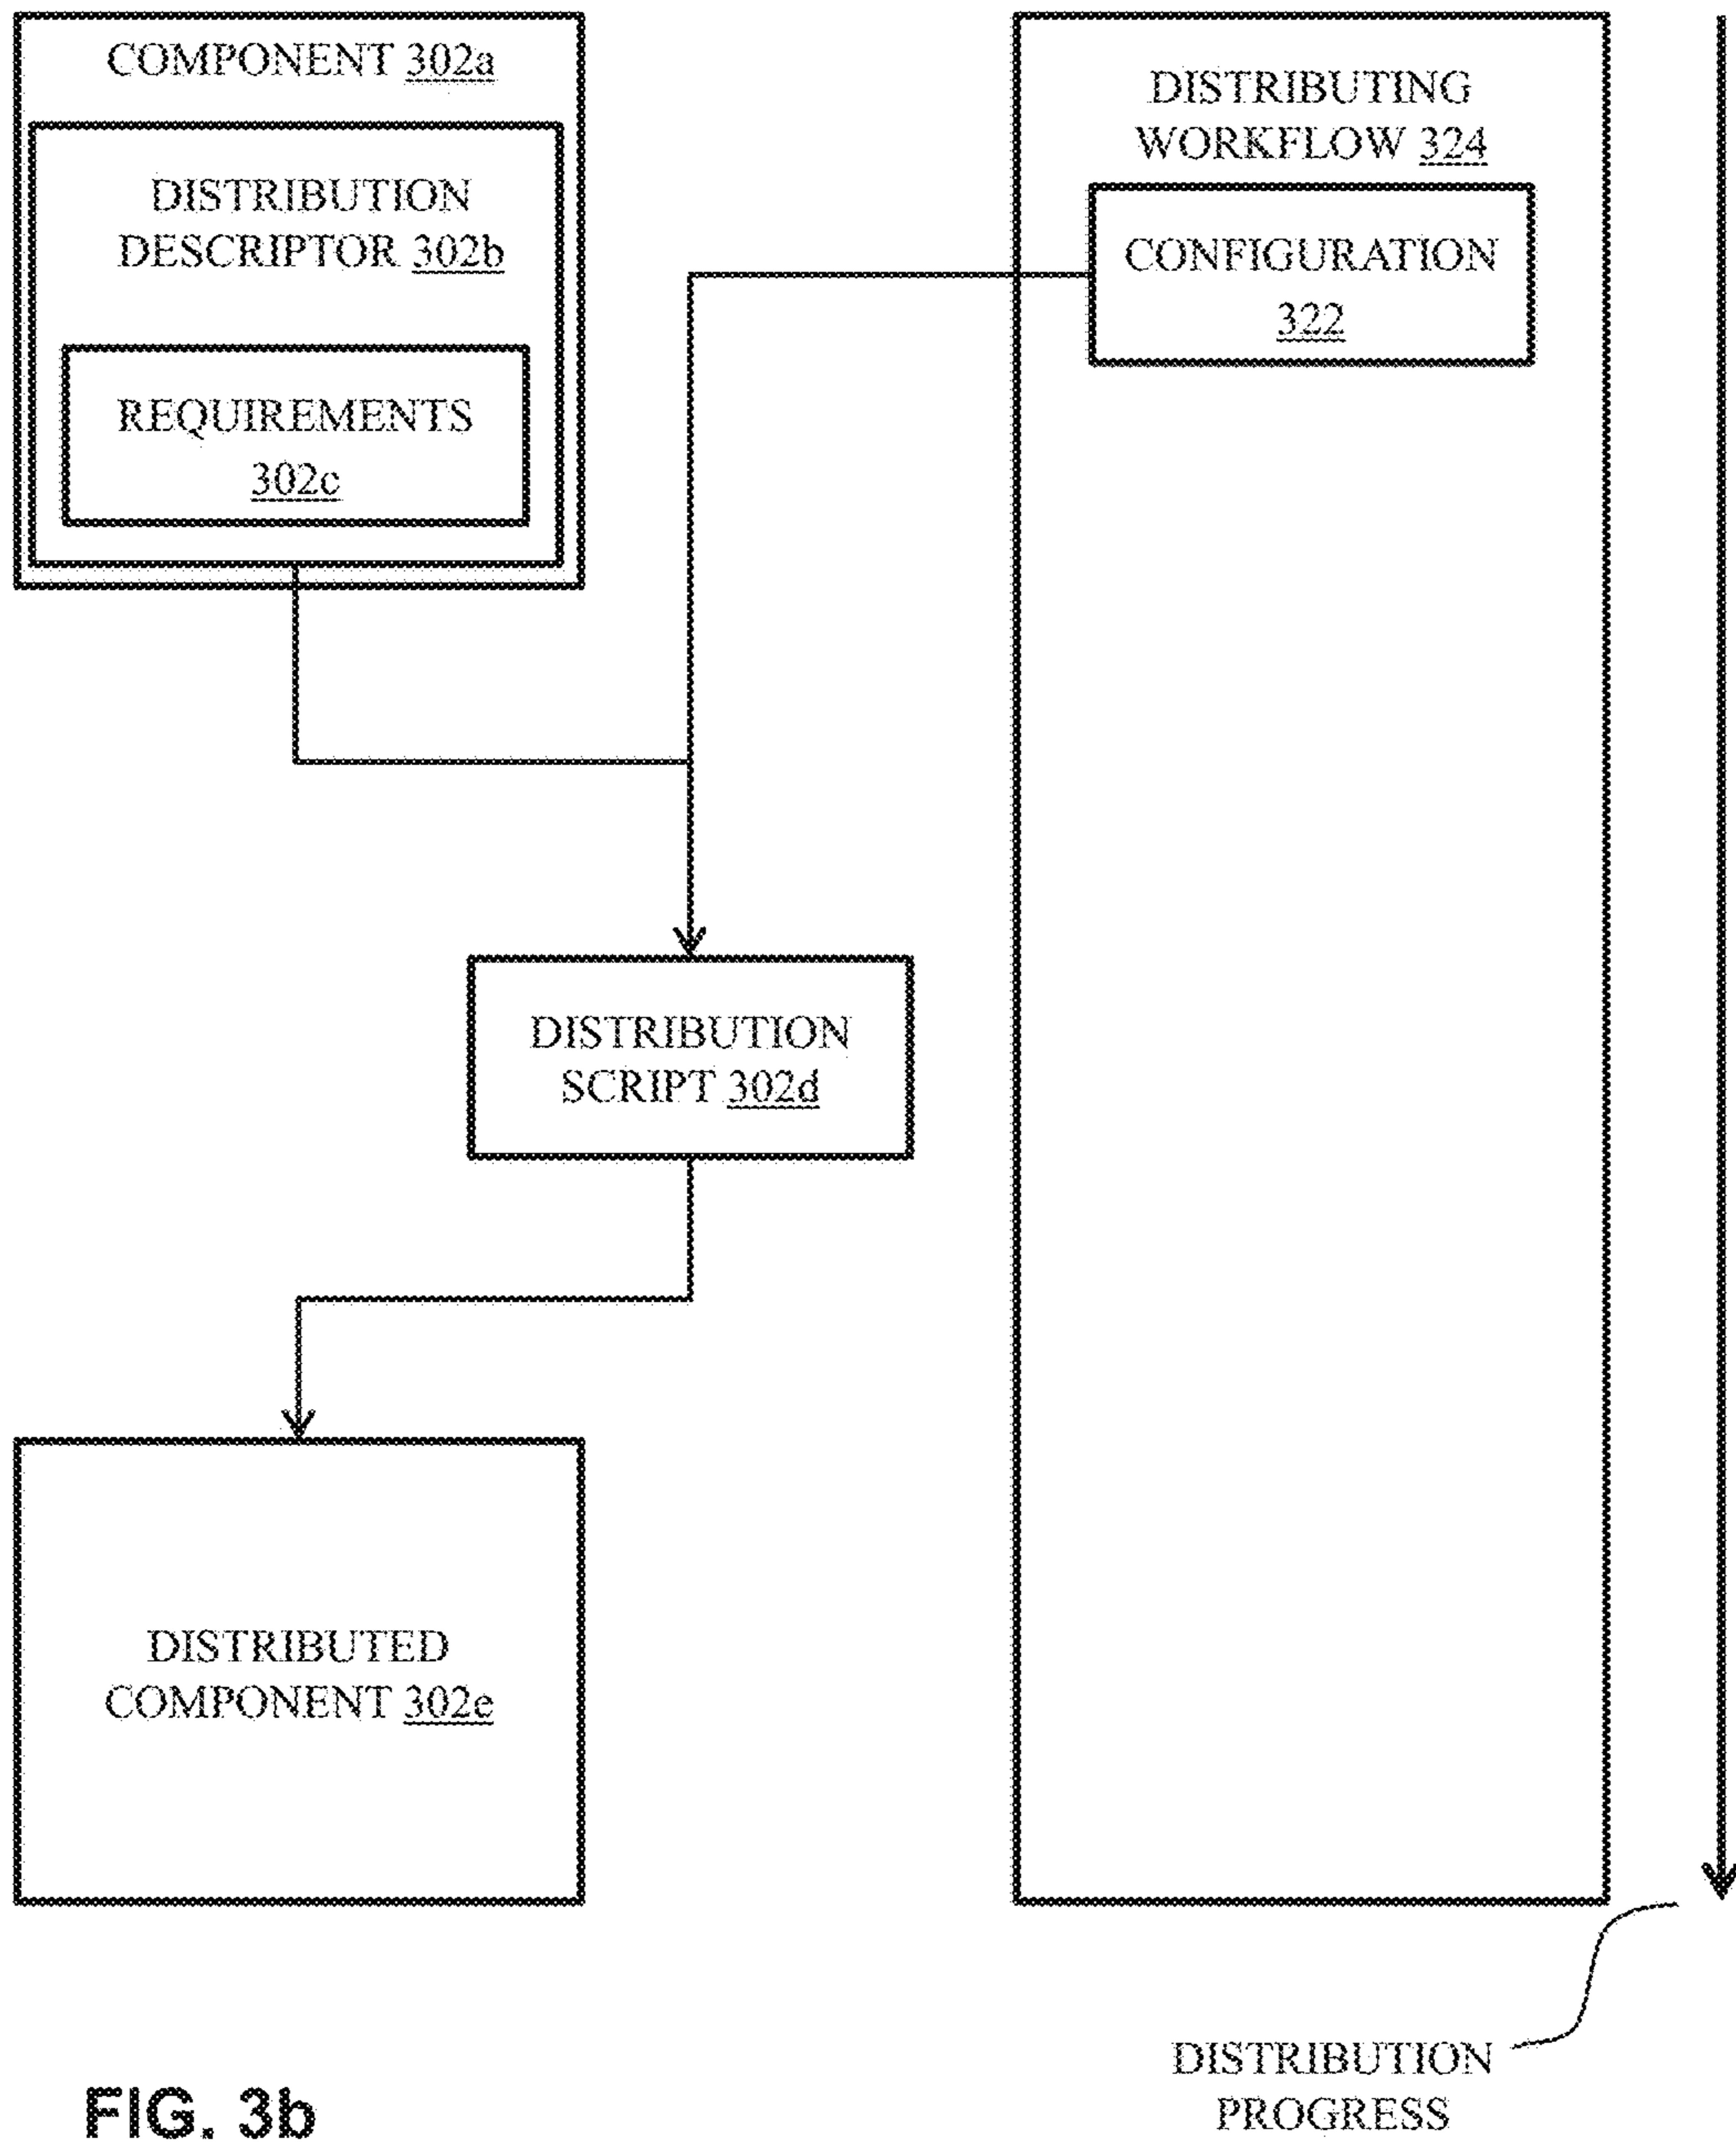 COMPONENT 302a
DISTRIBUTION
DESCRIPTOR 302b
REQUIREMENTS
302c
DISTRIBUTING
WORKFLOW 324
CONFIGURATION
322
DISTRIBUTION
SCRIPT 302d
DISTRIBUTED
COMPONENT 302e
DISTRIBUTION
PROGRESS
FIG. 3b